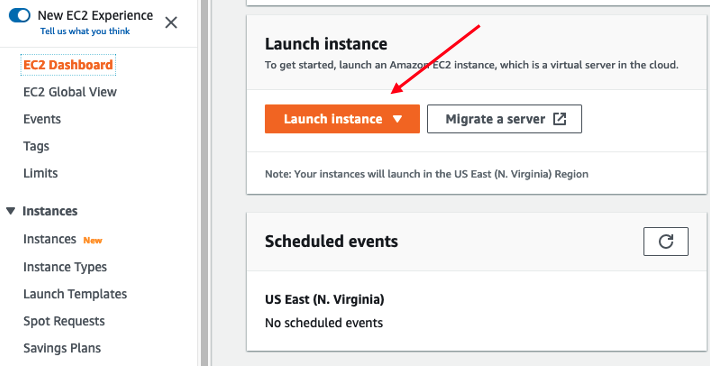 New EC2 Experience
Tell us what you think
EC2 Dashboard
EC2 Global View
Events
Tags
Limits
Instances
Instances New
Instance Types
Launch Templates
Spot Requests
Savings Plans
Launch instance
To get started, launch an Amazon EC2 instance, which is a virtual server in the cloud.
Launch instance
Migrate a server
Note: Your instances will launch in the US East (N. Virginia) Region
Scheduled events
US East (N. Virginia)
No scheduled events